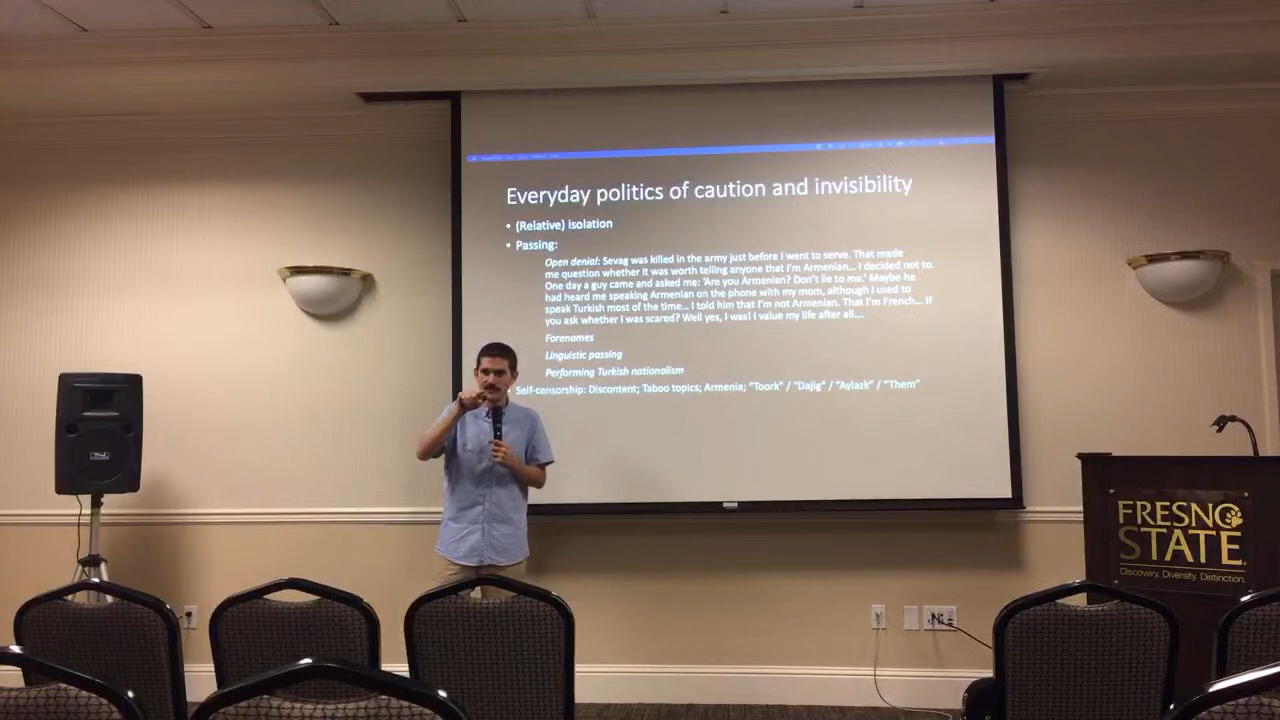 Everyday politics of caution and invisibility
• (Relative) isolation
• Passing:
Open denial: Sevag was killed in the army just before I went to serve. That made
me question whether it was worth telling anyone that I'm Armenian... I decided not to.
One day a guy came and asked me: 'Are you Armenian? Don't lie to me.' Maybe he
had heard me speaking Armenian on the phone with my mom, although I used to
speak Turkish most of the time... I told him that I'm not Armenian. That I'm French... If
you ask whether I was scared? Well yes, I was! I value my life after all....
Forenames
Linguistic passing
Performing Turkish nationalism
• Self-censorship: Discontent; Taboo topics; Armenia; "Toork" / "Dajig" / "Aylazk" / "Them"
FRESNO
STATE
Discovery. Diversity. Distinction.